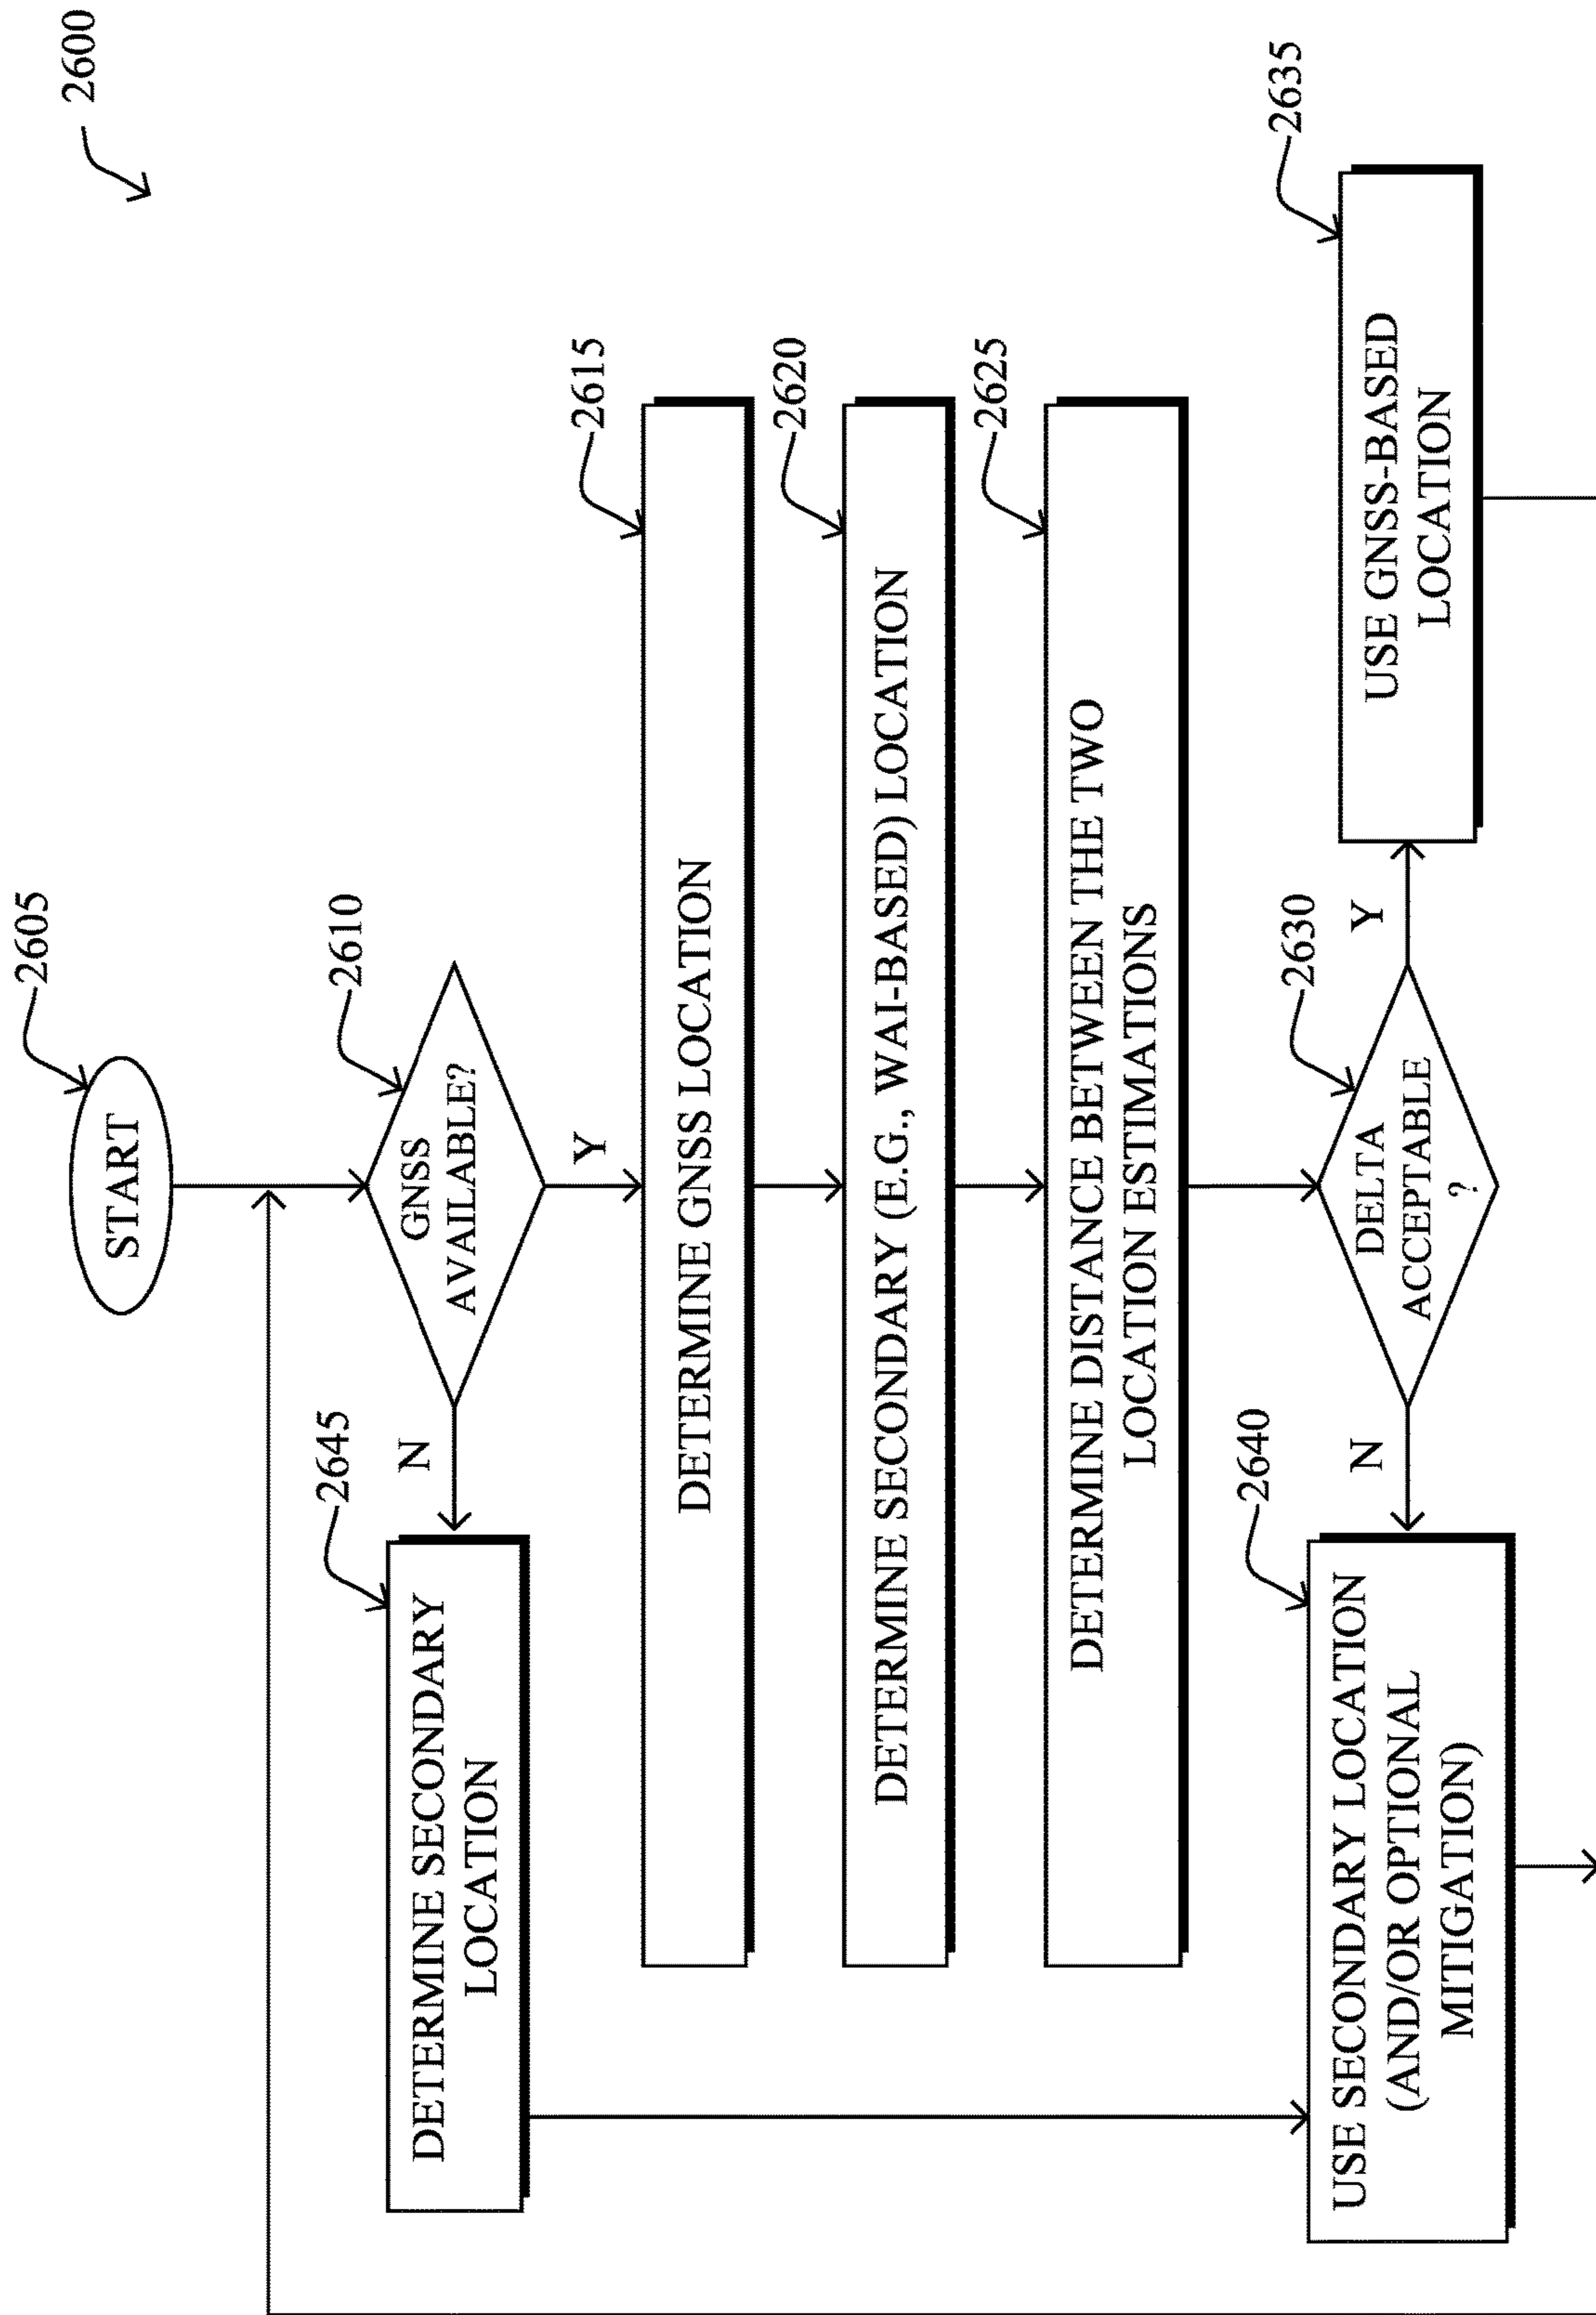 2600
2605
START
2610
GNSS
AVAILABLE?
N
Y
2645
DETERMINE SECONDARY
LOCATION
2615
DETERMINE GNSS LOCATION
2620
DETERMINE SECONDARY (E.G., WAI-BASED) LOCATION
2625
DETERMINE DISTANCE BETWEEN THE TWO
LOCATION ESTIMATIONS
2630
DELTA
ACCEPTABLE
?
N
Y
2640
USE SECONDARY LOCATION
(AND/OR OPTIONAL
MITIGATION)
2635
USE GNSS-BASED
LOCATION